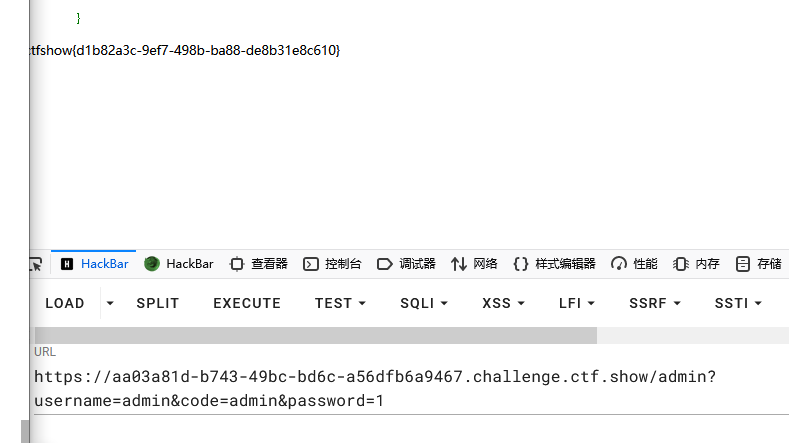 }
ctfshow{d1b82a3c-9ef7-498b-ba88-de8b31e8c610}
HackBar HackBar 查看器 控制台 调试器 网络 样式编辑器 性能 内存 存储
LOAD SPLIT EXECUTE TEST SQLI XSS LFI SSRF SSTI
URL
https://aa03a81d-b743-49bc-bd6c-a56dfb6a9467.challenge.ctf.show/admin?
username=admin&code=admin&password=1